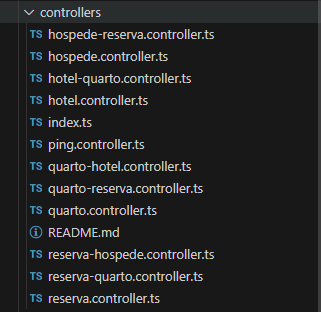 controllers
TS hospede-reserva.controller.ts
TS hospede.controller.ts
TS hotel-quarto.controller.ts
TS hotel.controller.ts
TS index.ts
TS ping.controller.ts
TS quarto-hotel.controller.ts
TS quarto-reserva.controller.ts
TS quarto.controller.ts
README.md
TS reserva-hospede.controller.ts
TS reserva-quarto.controller.ts
TS reserva.controller.ts